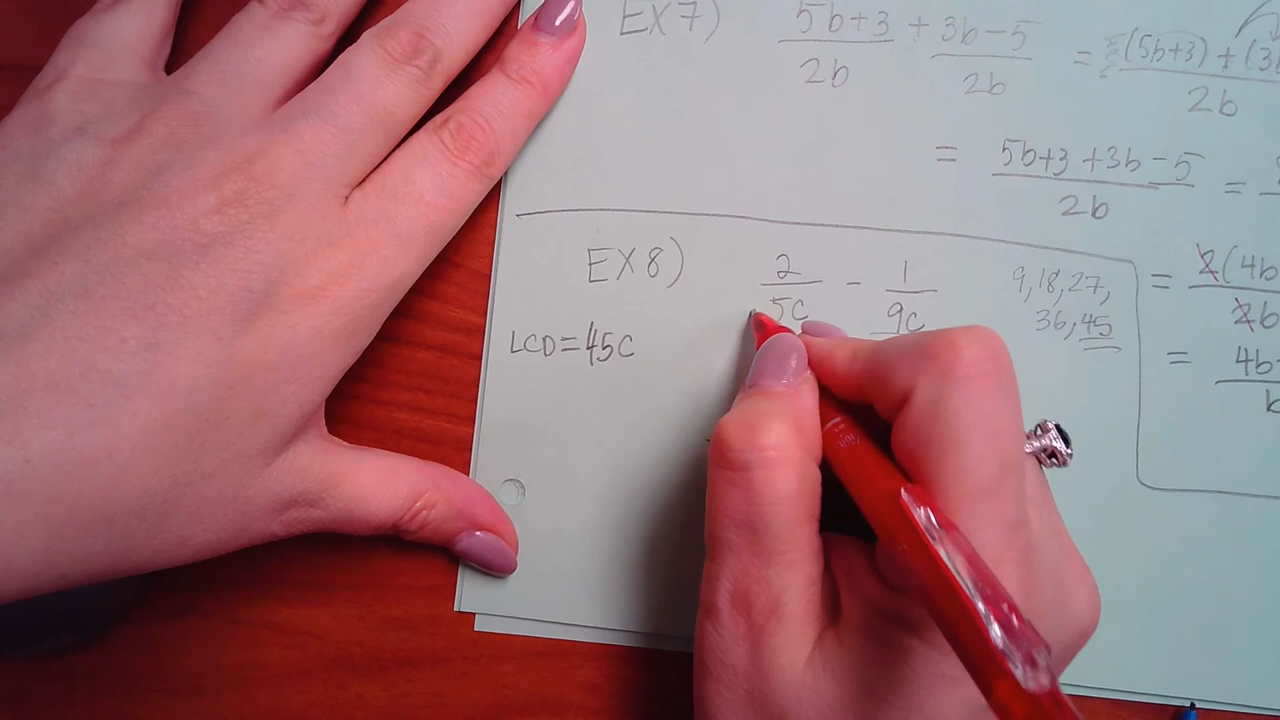 EX7) 5b+3/2b + 3b-5/2b = (5b+3) + (3b/2b
= 5b+3+3b-5/2b =
EX8) 2/5c - 1/9c
9, 18, 27,
36, 45
LCD=45c
= 2(4b/2b
= 4b-/b